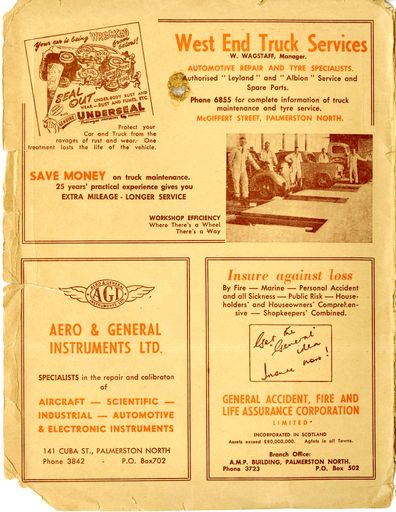 Your car is being WRECKED
from below!
SEAL
OUT UNDER-BODY RUST AND
WEAR—DUST AND FUMES, ETC.
UNDERSEAL
Protect your
Car and Truck from the
ravages of rust and wear. One
treatment lasts the life of the vehicle.
West End Truck Services
W. WAGSTAFF, Manager.
AUTOMOTIVE REPAIR AND TYRE SPECIALISTS.
Authorised "Leyland" and "Albion" Service and
Spare Parts.
Phone 6855 for complete information of truck
maintenance and tyre service.
McGIFFERT STREET, PALMERSTON NORTH.
SAVE MONEY on truck maintenance.
25 years' practical experience gives you
EXTRA MILEAGE - LONGER SERVICE
WORKSHOP EFFICIENCY
Where There's a Wheel
There's a Way
AERO & GENERAL
AGI
INSTRUMENTS LTD.
AERO & GENERAL
INSTRUMENTS LTD.
SPECIALISTS in the repair and calibraton
of
AIRCRAFT — SCIENTIFIC —
INDUSTRIAL — AUTOMOTIVE
& ELECTRONIC INSTRUMENTS
141 CUBA ST., PALMERSTON NORTH
Phone 3842 - P.O. Box702
Insure against loss
By Fire — Marine — Personal Accident
and all Sickness — Public Risk — House-
holders' and Houseowners' Comprehen-
sive — Shopkeepers' Combined.
Get the
'General'
idea
Insure now!
GENERAL ACCIDENT, FIRE AND
LIFE ASSURANCE CORPORATION
LIMITED
INCORPORATED IN SCOTLAND
Assets exceed £80,000,000. Agents in all Towns.
Branch Office:
A.M.P. BUILDING, PALMERSTON NORTH.
Phone 3723 P.O. Box 502